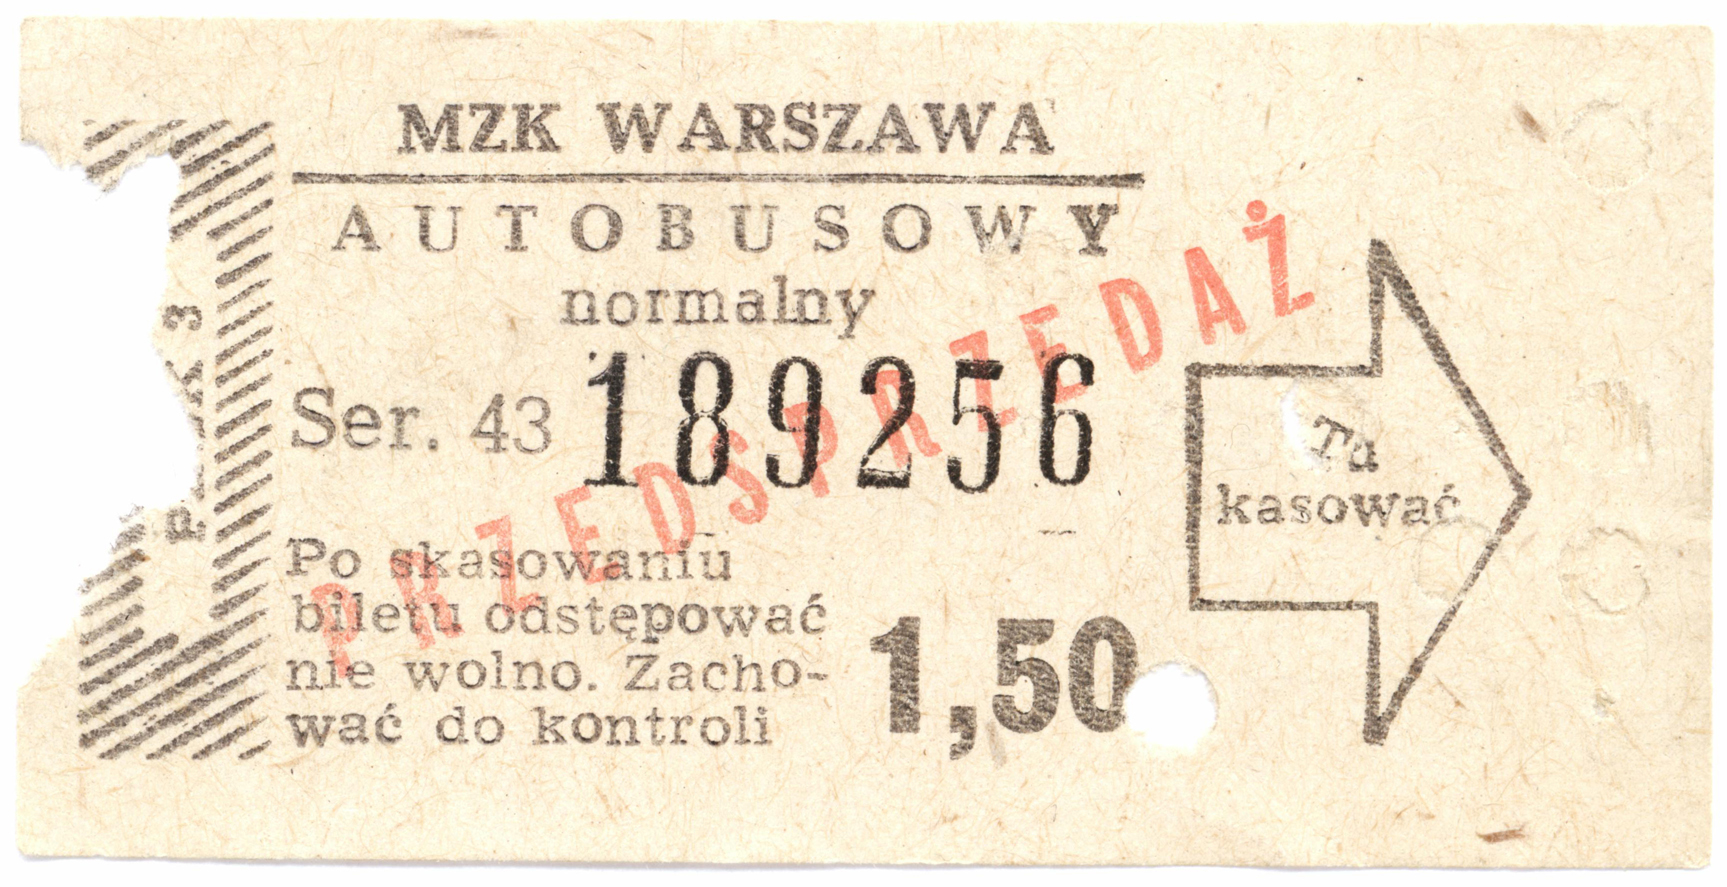 MZK WARSZAWA
AUTOBUSOWY
normalny
Ser. 43 189256
PRZEDSPRZEDAŻ
Po skasowaniu
biletu odstępować
nie wolno. Zacho-
wać do kontroli
1,50
Tu
kasować